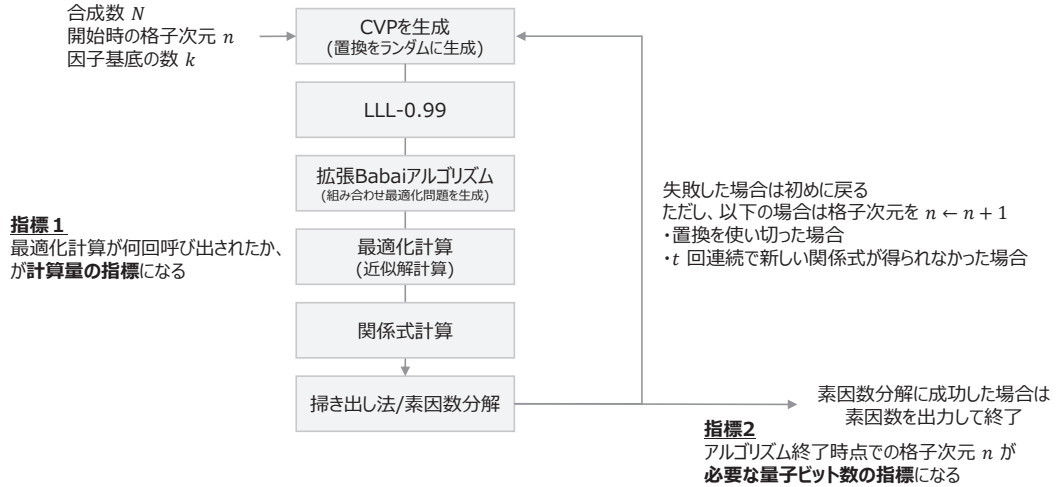 合成数 N
開始時の格子次元 n
因子基底の数 k
CVPを生成
(置換をランダムに生成)
LLL-0.99
拡張Babaiアルゴリズム
(組み合わせ最適化問題を生成)
指標1
最適化計算が何回呼び出されたか、
が計算量の指標になる
最適化計算
(近似解計算)
関係式計算
掃き出し法/素因数分解
失敗した場合は初めに戻る
ただし、以下の場合は格子次元を n ← n + 1
・置換を使い切った場合
・t 回連続で新しい関係式が得られなかった場合
素因数分解に成功した場合は
素因数を出力して終了
指標2
アルゴリズム終了時点での格子次元 n が
必要な量子ビット数の指標になる